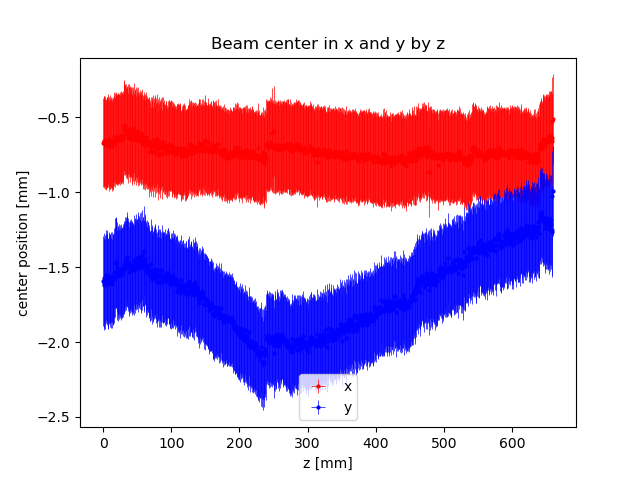 Beam center in x and y by z
center position [mm]
−0.5
−1.0
−1.5
−2.0
−2.5
x
y
0 100 200 300 400 500 600
z [mm]